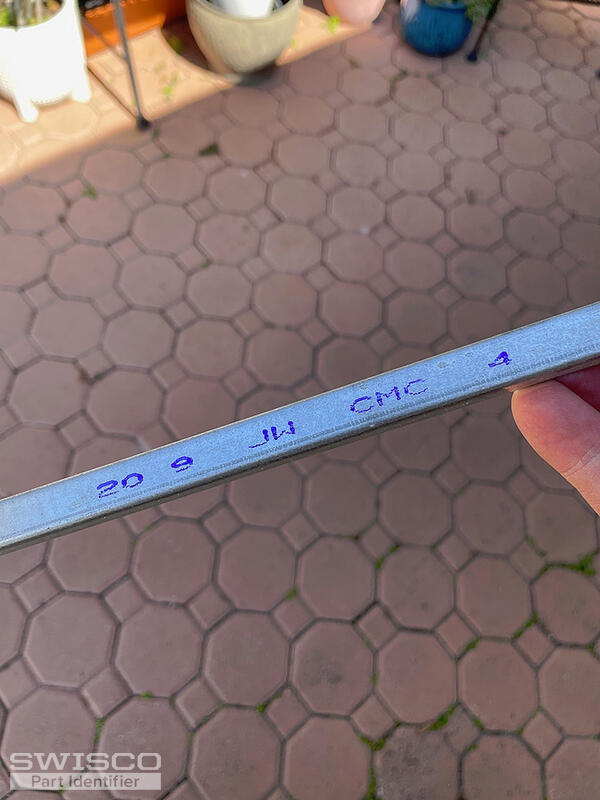 20 9 JW CMC 4
SWISCO
Part Identifier